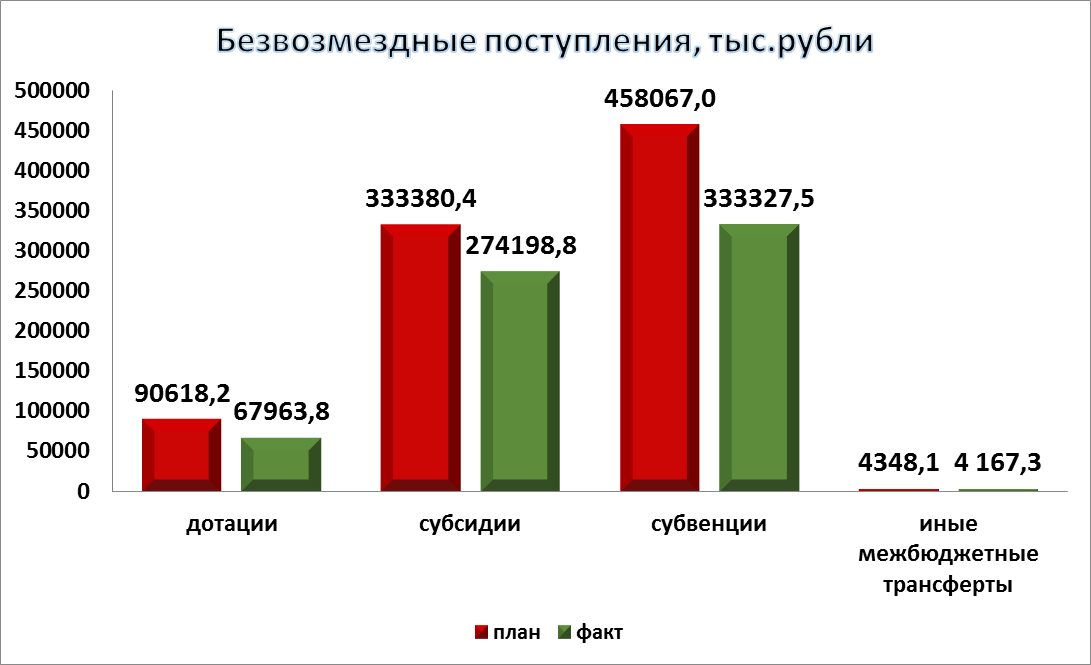 Безвозмездные поступления, тыс.рубли
500000
450000
400000
350000
300000
250000
200000
150000
100000
50000
0
90618,2
67963,8
333380,4
274198,8
458067,0
333327,5
4348,1
4 167,3
дотации
субсидии
субвенции
иные
межбюджетные
трансферты
план
факт